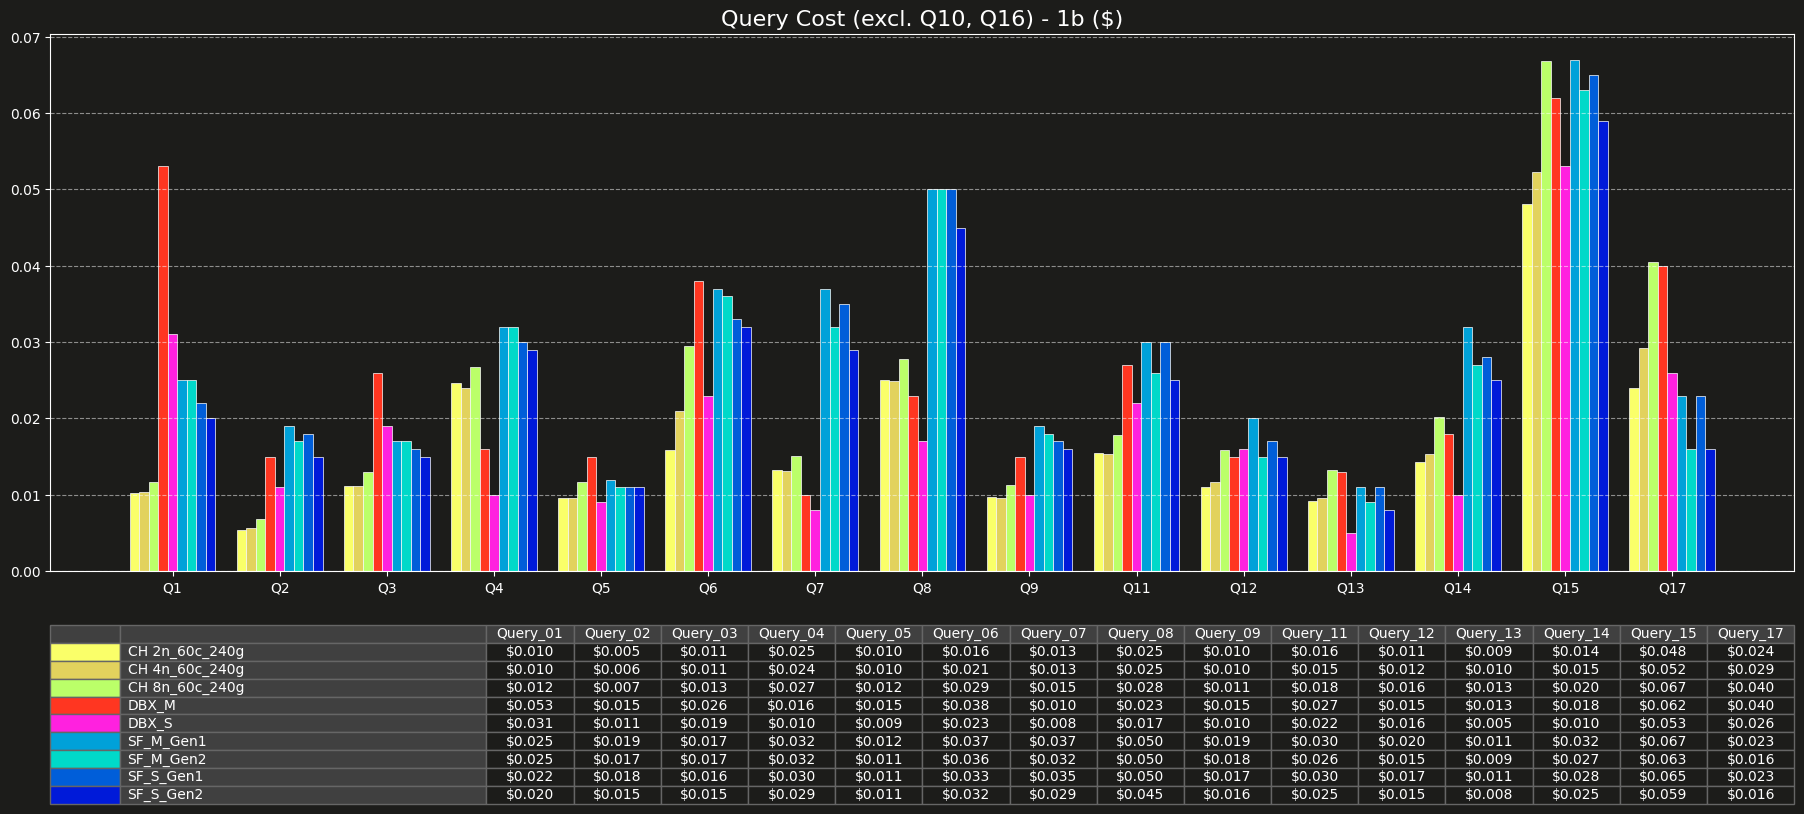 Query Cost (excl. Q10, Q16) - 1b ($)
0.07
0.06
0.05
0.04
0.03
0.02
0.01
0.00
Q1 Q2 Q3 Q4 Q5 Q6 Q7 Q8 Q9 Q11 Q12 Q13 Q14 Q15 Q17
Query_01 Query_02 Query_03 Query_04 Query_05 Query_06 Query_07 Query_08 Query_09 Query_11 Query_12 Query_13 Query_14 Query_15 Query_17
CH 2n_60c_240g $0.010 $0.005 $0.011 $0.025 $0.010 $0.016 $0.013 $0.025 $0.010 $0.016 $0.011 $0.009 $0.014 $0.048 $0.024
CH 4n_60c_240g $0.010 $0.006 $0.011 $0.024 $0.010 $0.021 $0.013 $0.025 $0.010 $0.015 $0.012 $0.010 $0.015 $0.052 $0.029
CH 8n_60c_240g $0.012 $0.007 $0.013 $0.027 $0.012 $0.029 $0.015 $0.028 $0.011 $0.018 $0.016 $0.013 $0.020 $0.067 $0.040
DBX_M $0.053 $0.015 $0.026 $0.016 $0.015 $0.038 $0.010 $0.023 $0.015 $0.027 $0.015 $0.013 $0.018 $0.062 $0.040
DBX_S $0.031 $0.011 $0.019 $0.010 $0.009 $0.023 $0.008 $0.017 $0.010 $0.022 $0.016 $0.005 $0.010 $0.053 $0.026
SF_M_Gen1 $0.025 $0.019 $0.017 $0.032 $0.012 $0.037 $0.037 $0.050 $0.019 $0.030 $0.020 $0.011 $0.032 $0.067 $0.023
SF_M_Gen2 $0.025 $0.017 $0.017 $0.032 $0.011 $0.036 $0.032 $0.050 $0.018 $0.026 $0.015 $0.009 $0.027 $0.063 $0.016
SF_S_Gen1 $0.022 $0.018 $0.016 $0.030 $0.011 $0.033 $0.035 $0.050 $0.017 $0.030 $0.017 $0.011 $0.028 $0.065 $0.023
SF_S_Gen2 $0.020 $0.015 $0.015 $0.029 $0.011 $0.032 $0.029 $0.045 $0.016 $0.025 $0.015 $0.008 $0.025 $0.059 $0.016